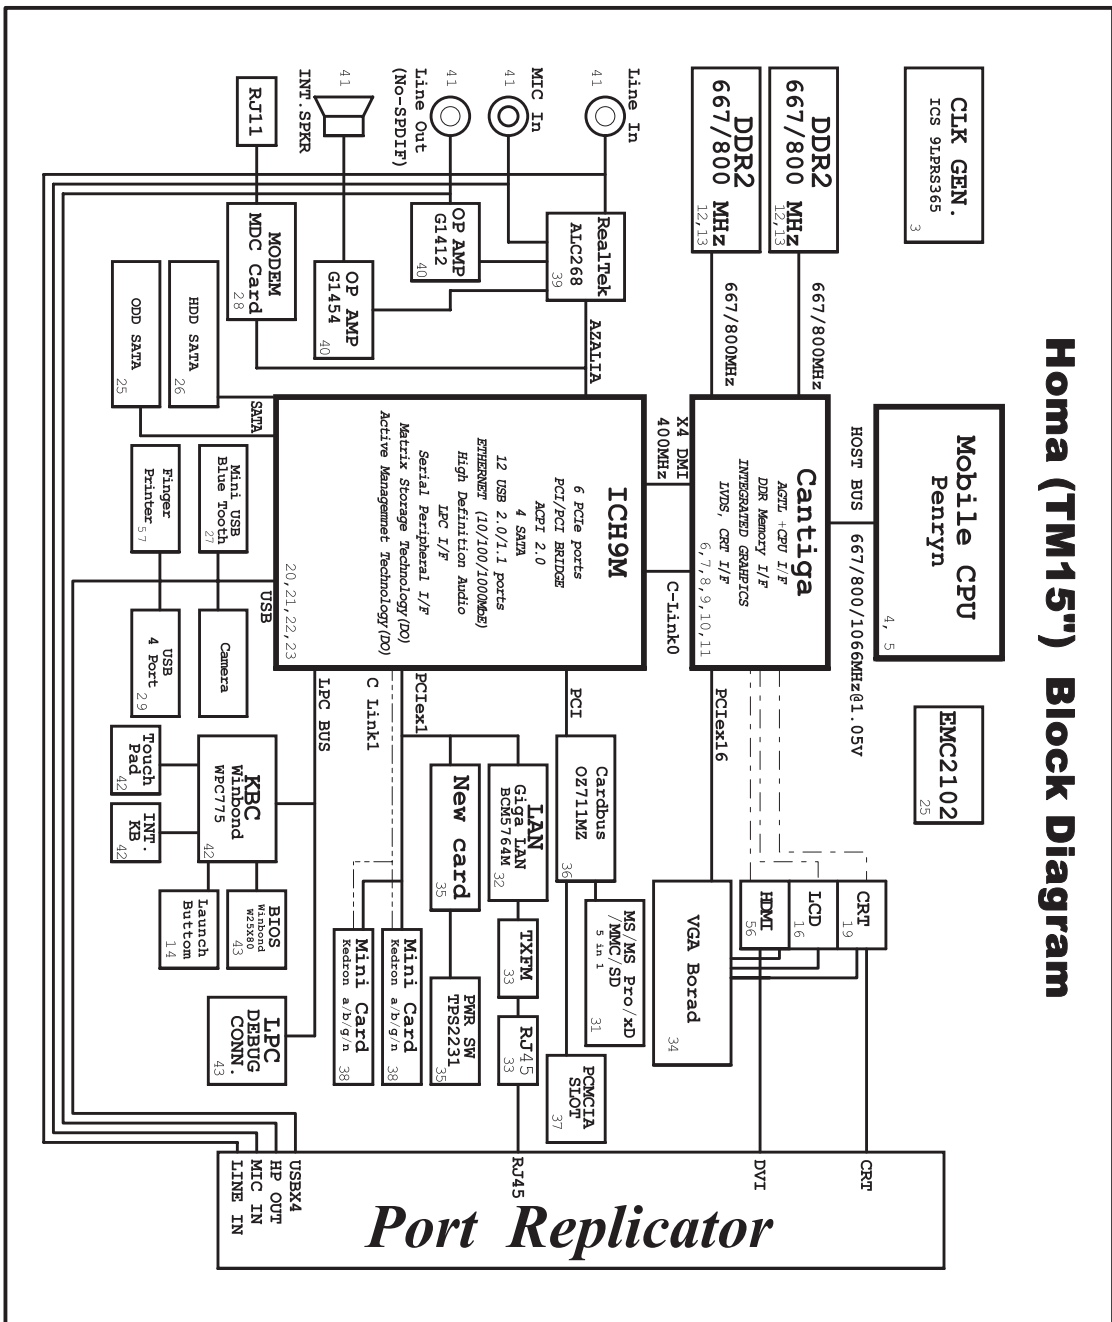 Homa (TM15") Block Diagram
CLK GEN.
ICS 9LPRS365
3
Mobile CPU
Penryn
4, 5
EMC2102
25
HOST BUS
667/800/1066MHz@1.05V
DDR2
667/800 MHz
12,13
667/800MHz
DDR2
667/800 MHz
12,13
667/800MHz
Cantiga
AGTL +CPU I/F
DDR Memory I/F
INTEGRATED GRAHPICS
LVDS, CRT I/F
6,7,8,9,10,11
PCIex16
CRT
19
LCD
16
HDMI
56
VGA Borad
34
X4 DMI
400MHz
C-Link0
Line In
41
MIC In
41
Line Out
(No-SPDIF)
41
INT.SPKR
41
RJ11
RealTek
ALC268
39
AZALIA
OP AMP
G1412
40
OP AMP
G1454
40
MODEM
MDC Card
28
HDD SATA
26
ODD SATA
25
SATA
ICH9M
6 PCIe ports
PCI/PCI BRIDGE
ACPI 2.0
4 SATA
12 USB 2.0/1.1 ports
ETHERNET (10/100/1000MbE)
High Definition Audio
LPC I/F
Serial Peripheral I/F
Matrix Storage Technology(DO)
Active Managemnet Technology(DO)
20,21,22,23
PCI
PCIex1
C Link1
LPC BUS
USB
Cardbus
OZ711MZ
36
MS/MS Pro/xD
/MMC/SD
5 in 1
31
PCMCIA
SLOT
37
LAN
Giga LAN
BCM5764M
32
TXFM
33
RJ45
33
New card
35
PWR SW
TPS2231
35
Mini Card
Kedron a/b/g/n
38
Mini Card
Kedron a/b/g/n
38
Mini USB
Blue Tooth
27
Camera
Finger
Printer
57
USB
4 Port
29
KBC
Winbond
WPC775
42
Touch
Pad
42
INT.
KB
42
BIOS
Winbond
W25X80
43
Launch
Buttom
14
LPC
DEBUG
CONN.
43
CRT
DVI
RJ45
USBX4
HP OUT
MIC IN
LINE IN
Port Replicator